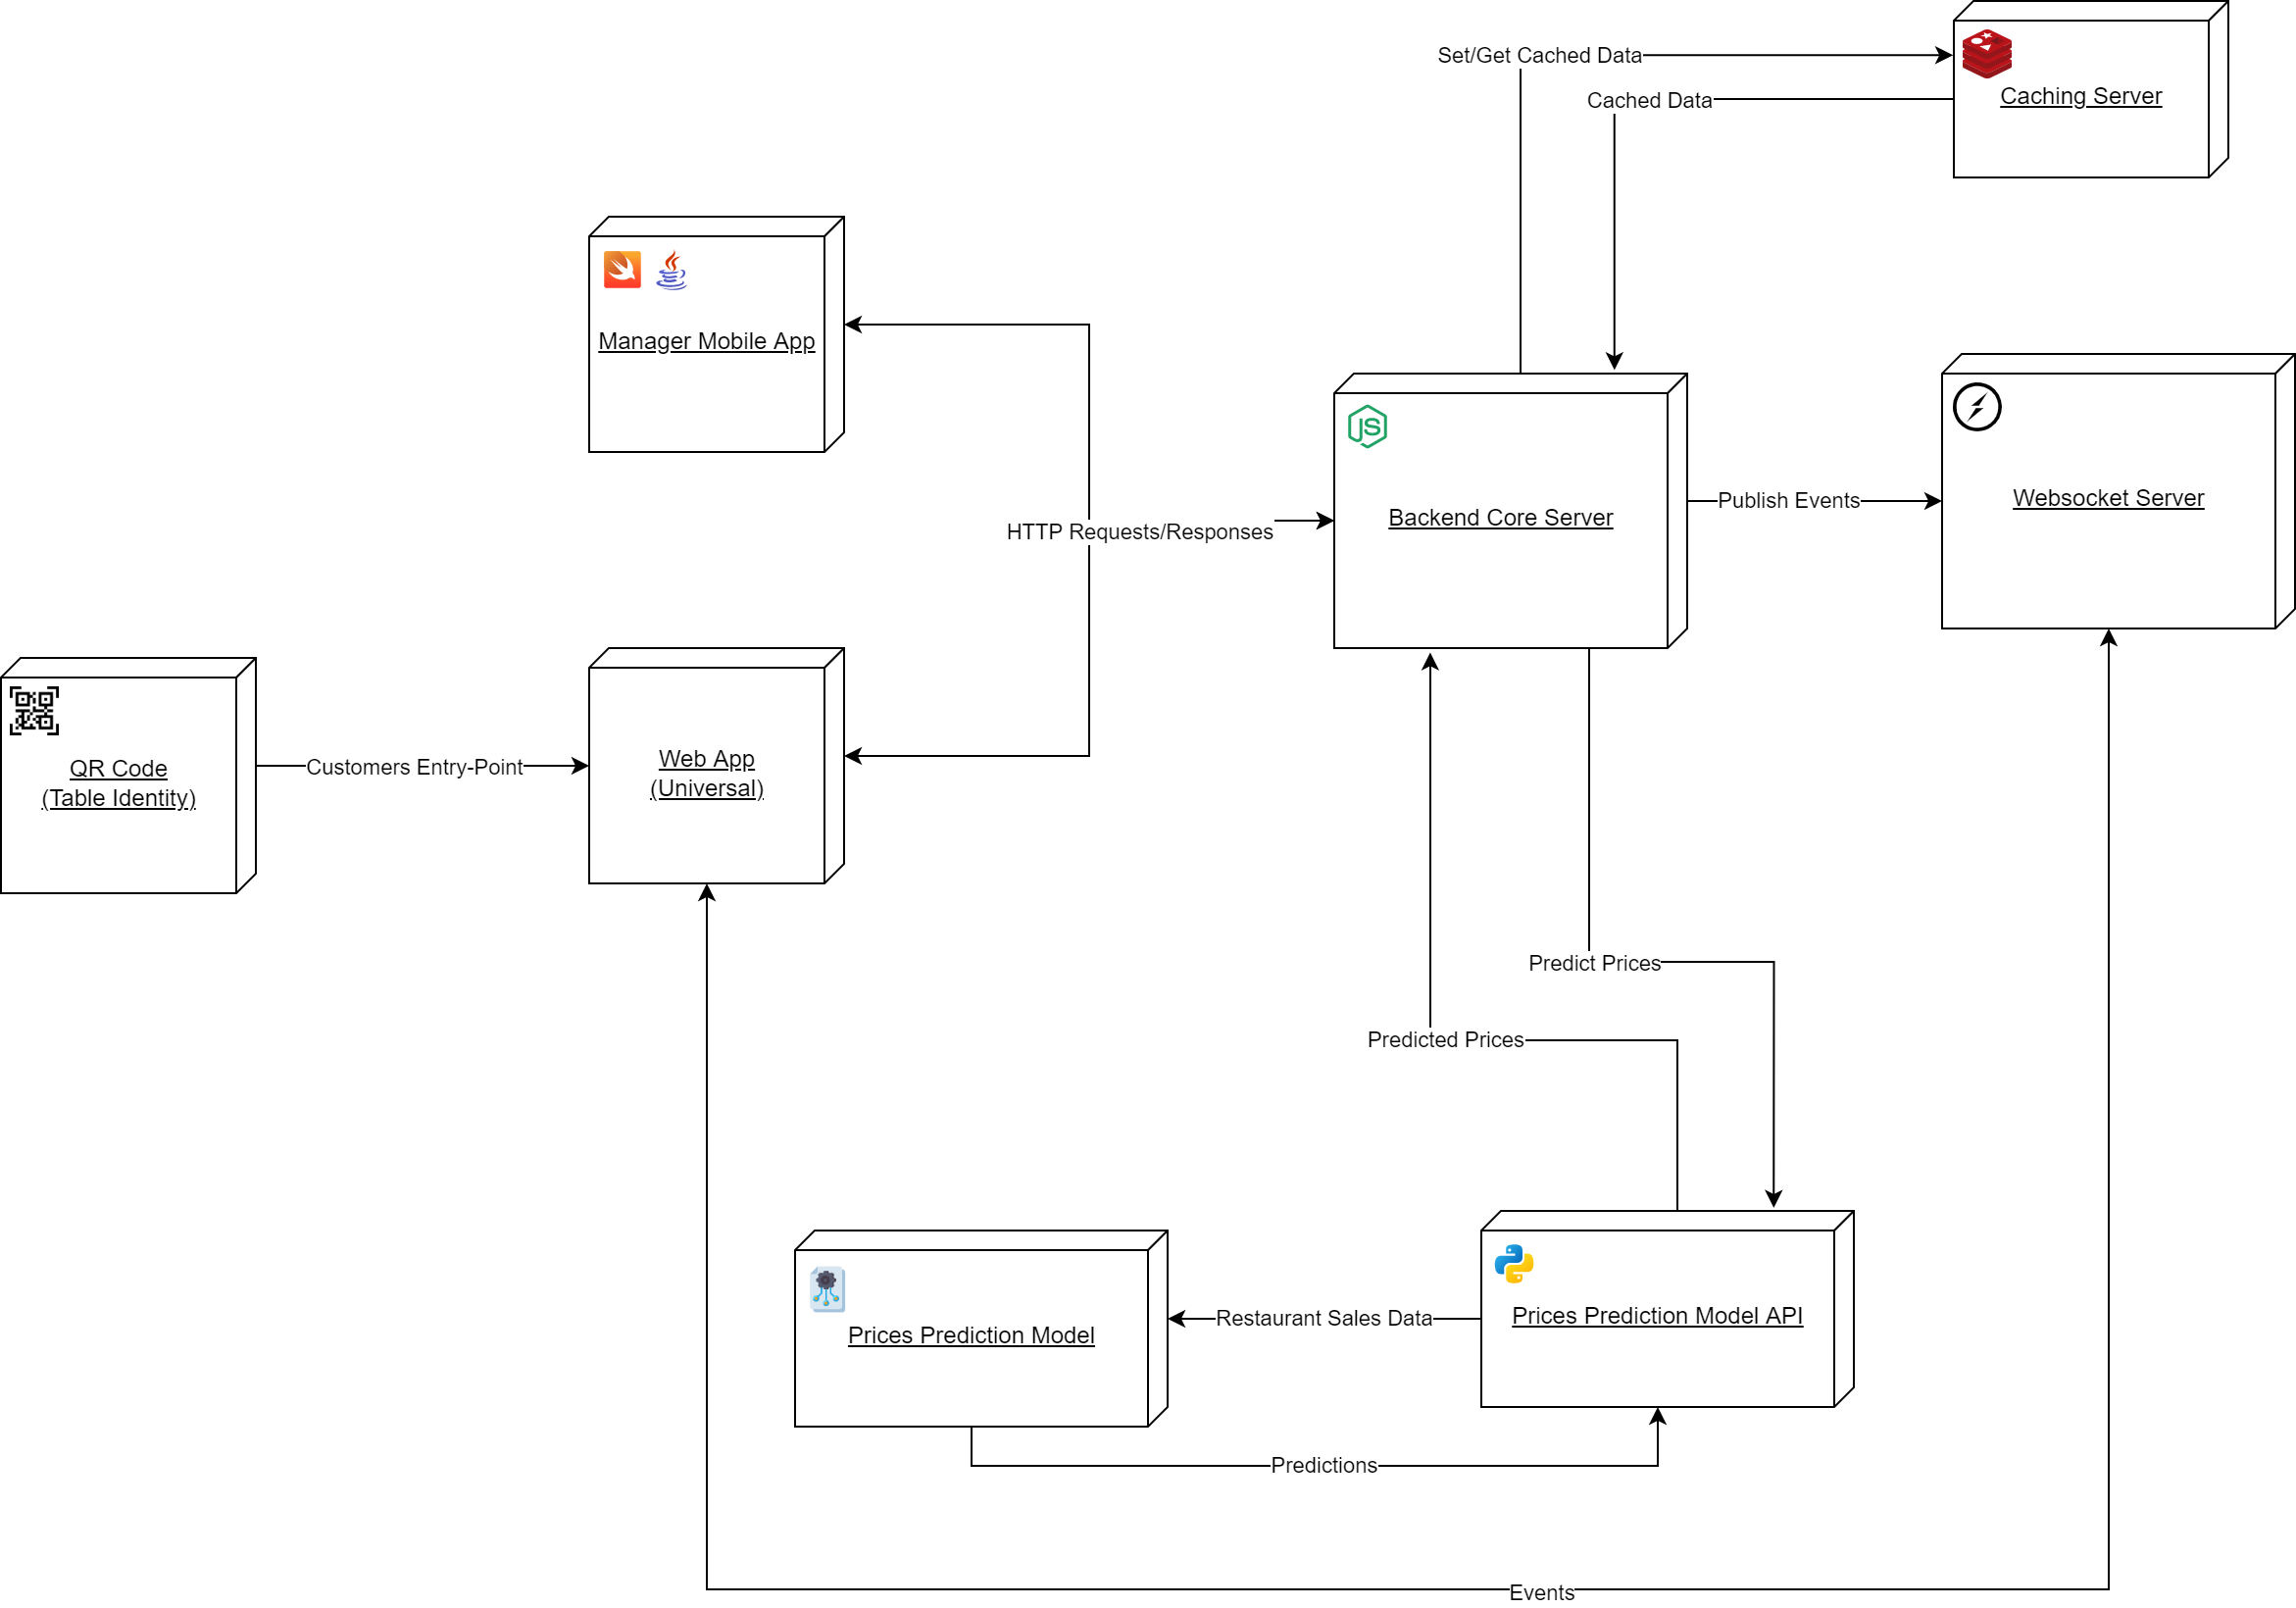 Set/Get Cached Data
Cached Data
Caching Server
Manager Mobile App
HTTP Requests/Responses
JS
Backend Core Server
Publish Events
Websocket Server
QR Code
(Table Identity)
Customers Entry-Point
Web App
(Universal)
Predict Prices
Predicted Prices
Prices Prediction Model
Restaurant Sales Data
Prices Prediction Model API
Predictions
Events